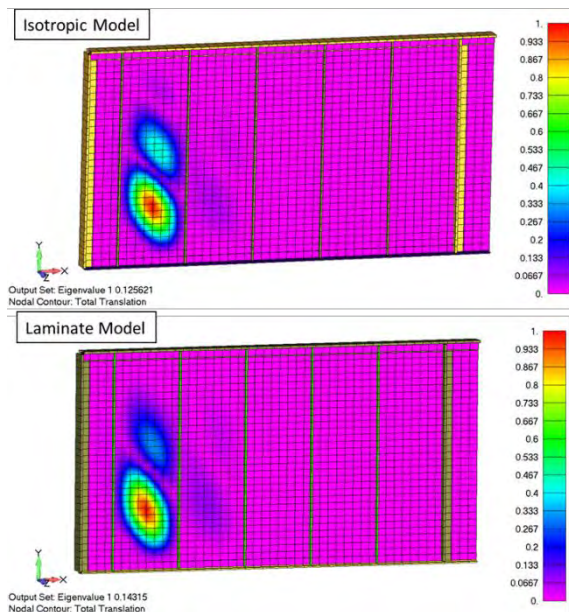 Isotropic Model
1.
0.933
0.867
0.8
0.733
0.667
0.6
0.533
0.467
0.4
0.333
0.267
0.2
0.133
0.0667
0.
Y
X
Z
Output Set: Eigenvalue 1 0.125621
Nodal Contour: Total Translation
Laminate Model
1.
0.933
0.867
0.8
0.733
0.667
0.6
0.533
0.467
0.4
0.333
0.267
0.2
0.133
0.0667
0.
Y
X
Z
Output Set: Eigenvalue 1 0.14315
Nodal Contour: Total Translation